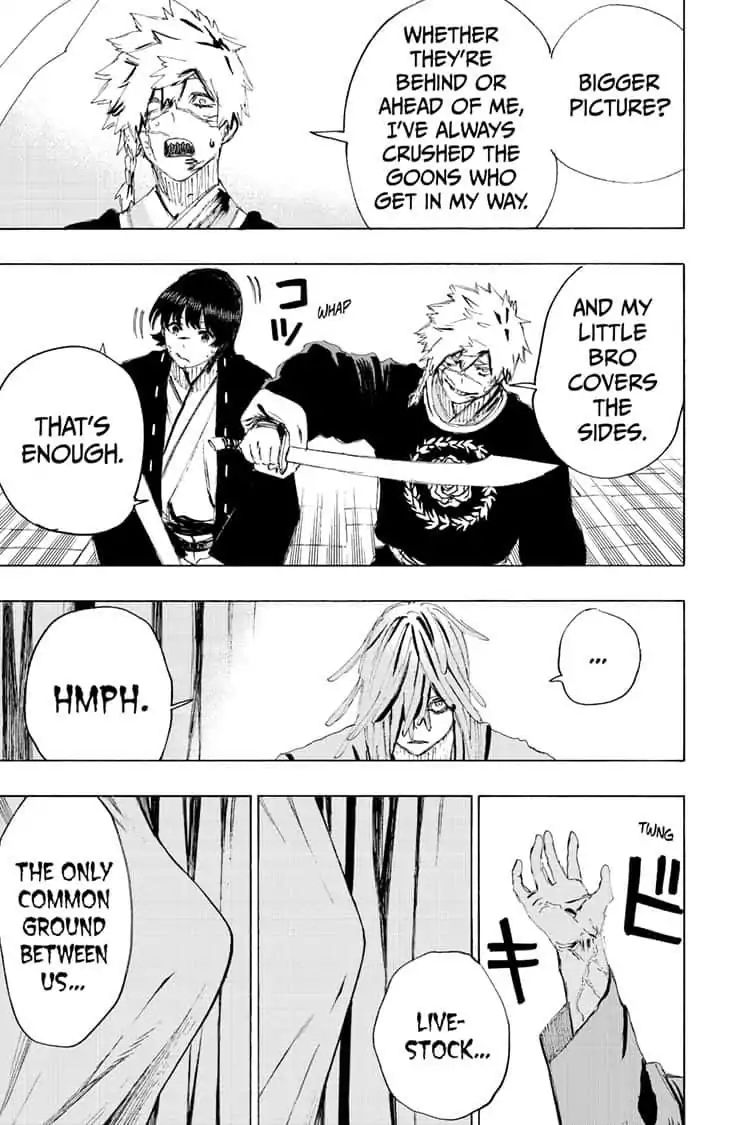 BIGGER
PICTURE?
WHETHER
THEY'RE
BEHIND OR
AHEAD OF ME,
I'VE ALWAYS
CRUSHED THE
GOONS WHO
GET IN MY WAY.
AND MY
LITTLE
BRO
COVERS
THE
SIDES.
WHAP
コツ
THAT'S
ENOUGH.
...
HMPH.
TWNG
ビキ
LIVE-
STOCK...
THE ONLY
COMMON
GROUND
BETWEEN
US...